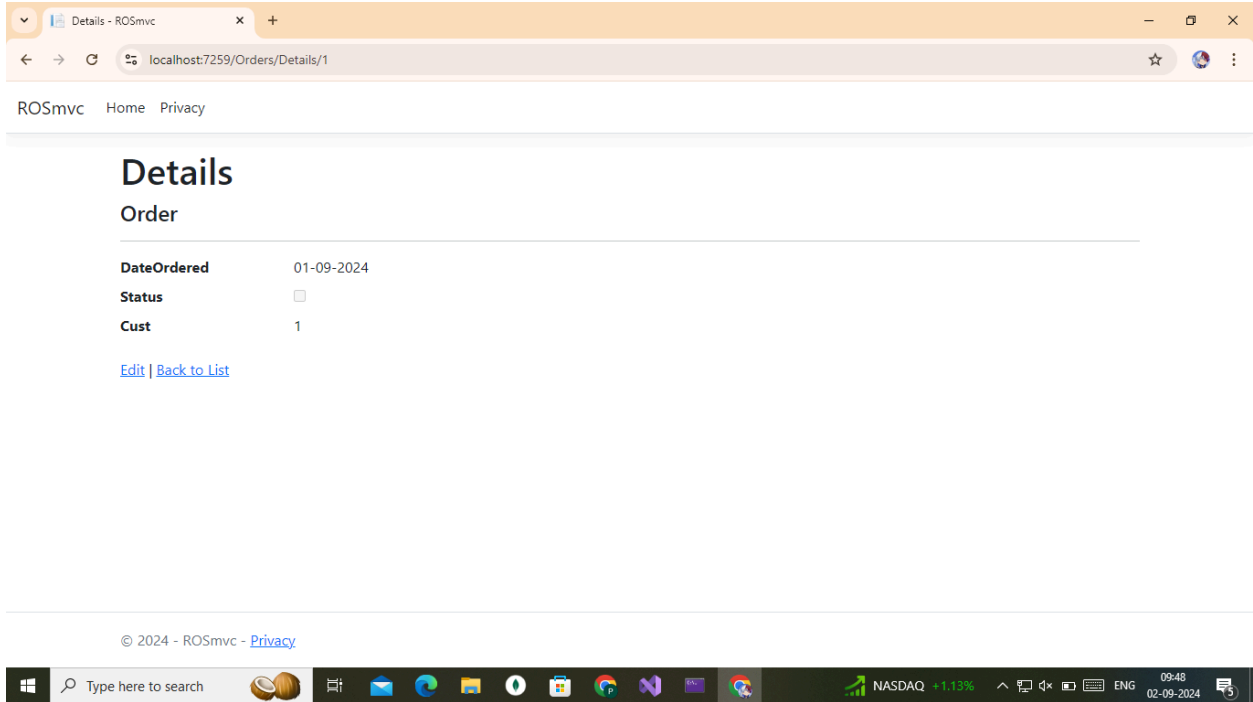 Details - ROSmvc
localhost:7259/Orders/Details/1
ROSmvc Home Privacy
Details
Order
DateOrdered 01-09-2024
Status
Cust 1
Edit | Back to List
© 2024 - ROSmvc - Privacy
Type here to search NASDAQ +1.13% ENG 09:48
02-09-2024 5